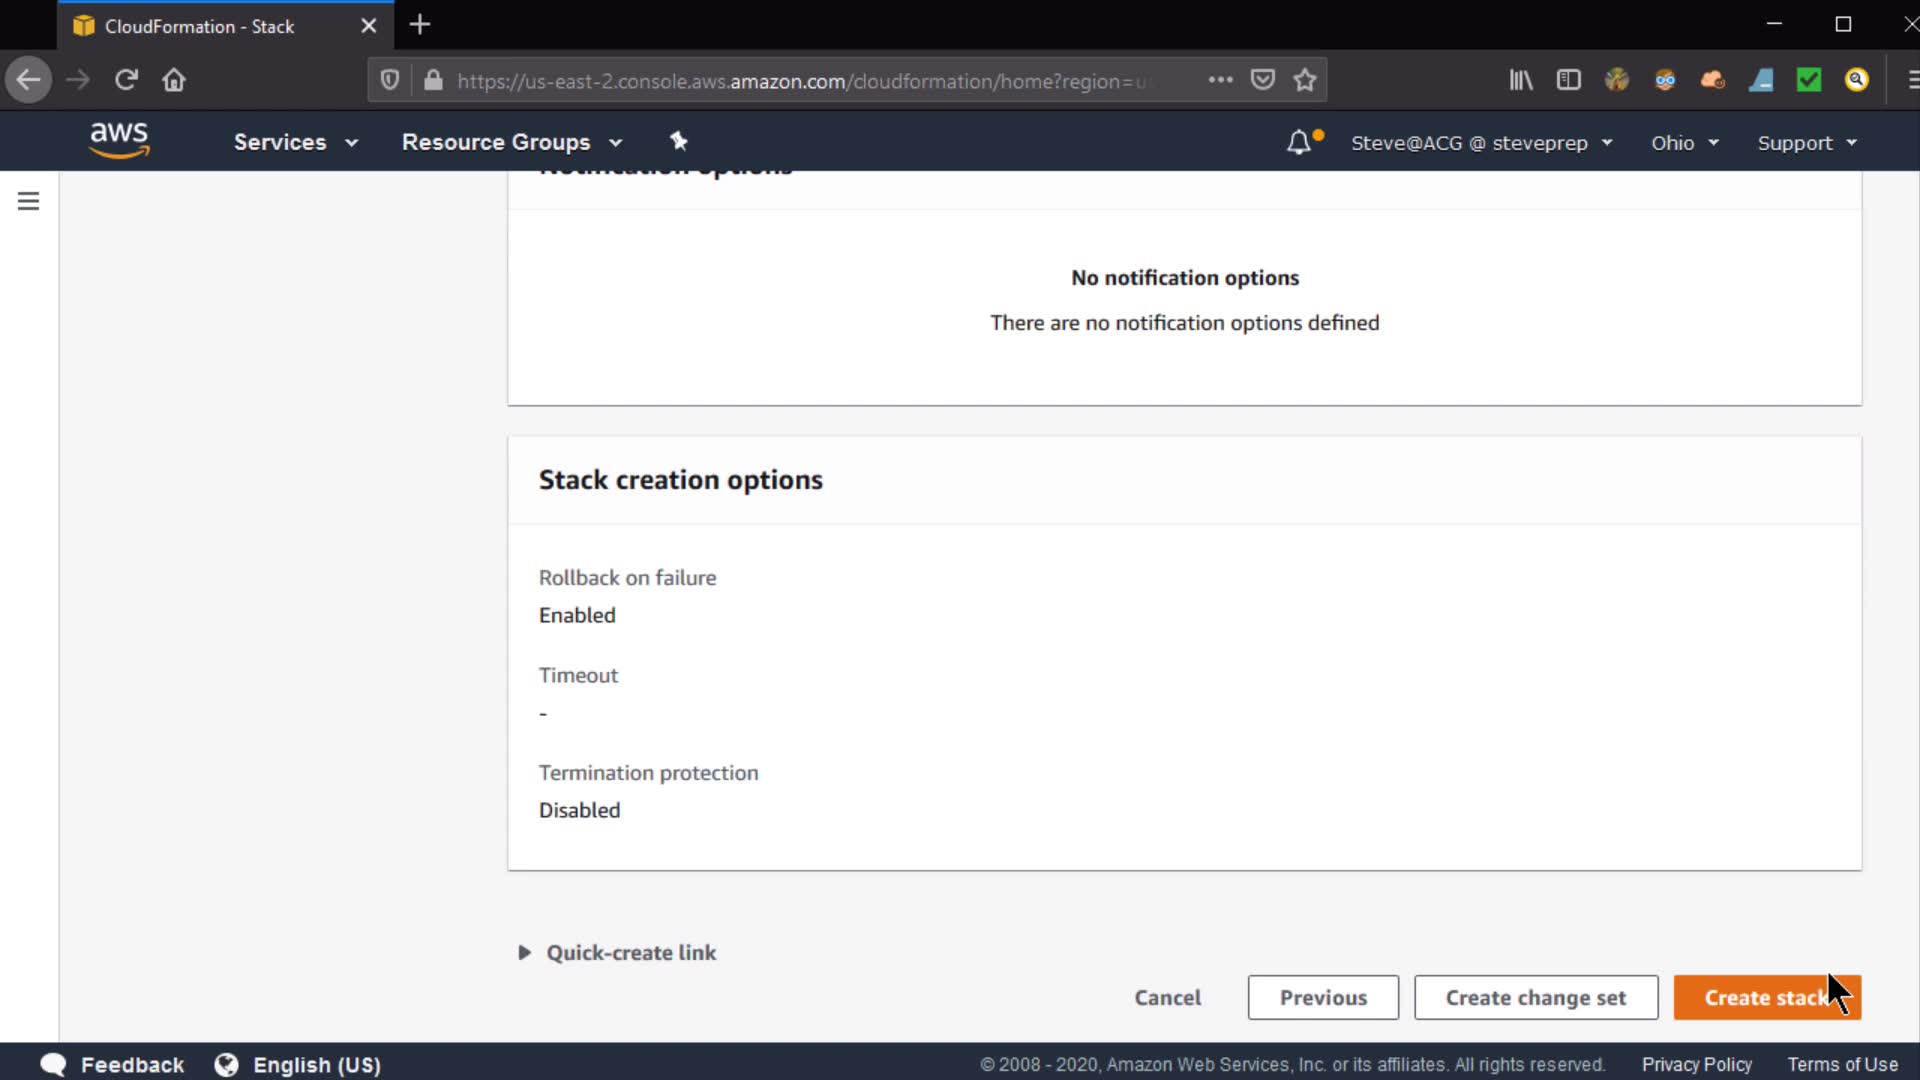 CloudFormation - Stack
https://us-east-2.console.aws.amazon.com/cloudformation/home?region=u
aws
Services
Resource Groups
Steve@ACG @ steveprep
Ohio
Support
Notification options
No notification options
There are no notification options defined
Stack creation options
Rollback on failure
Enabled
Timeout
-
Termination protection
Disabled
Quick-create link
Cancel
Previous
Create change set
Create stack
Feedback
English (US)
© 2008 - 2020, Amazon Web Services, Inc. or its affiliates. All rights reserved.
Privacy Policy
Terms of Use